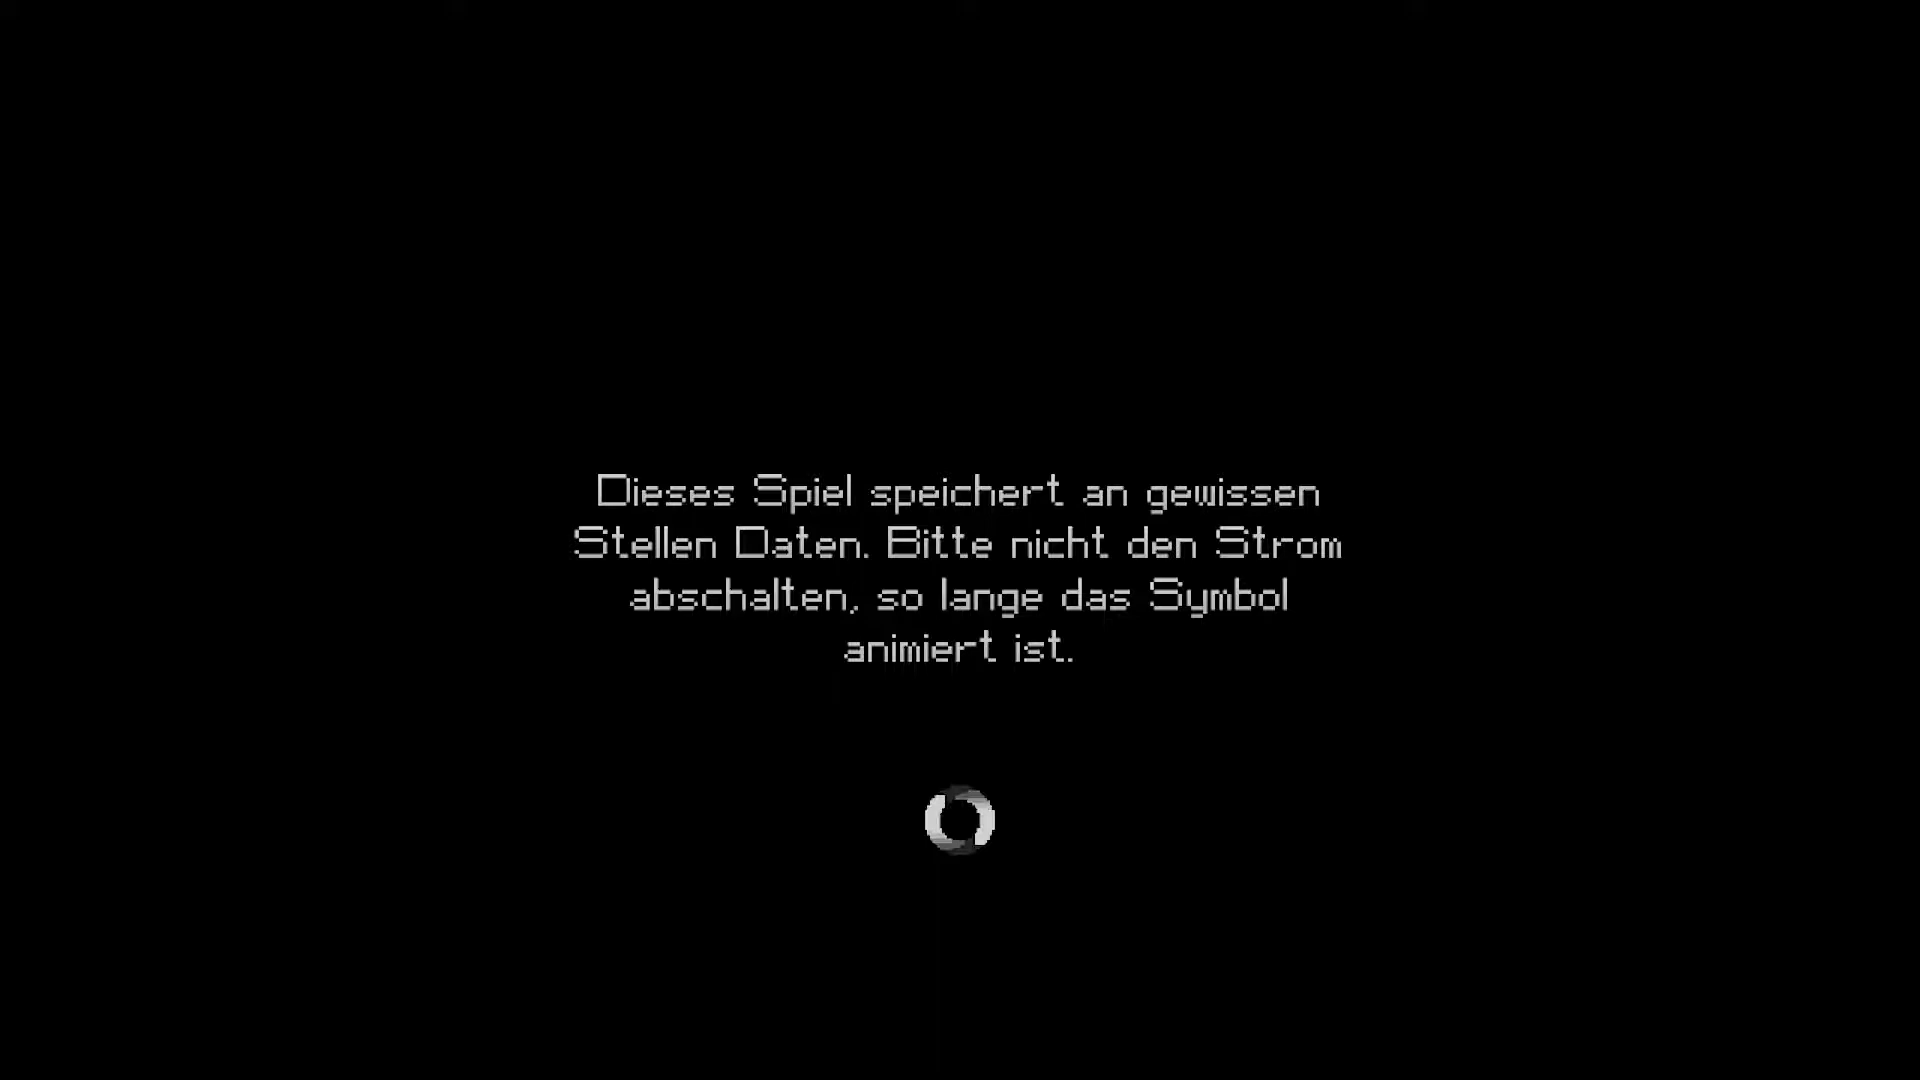 Dieses Spiel speichert an gewissen
Stellen Daten. Bitte nicht den Strom
abschalten, so lange das Symbol
animiert ist.